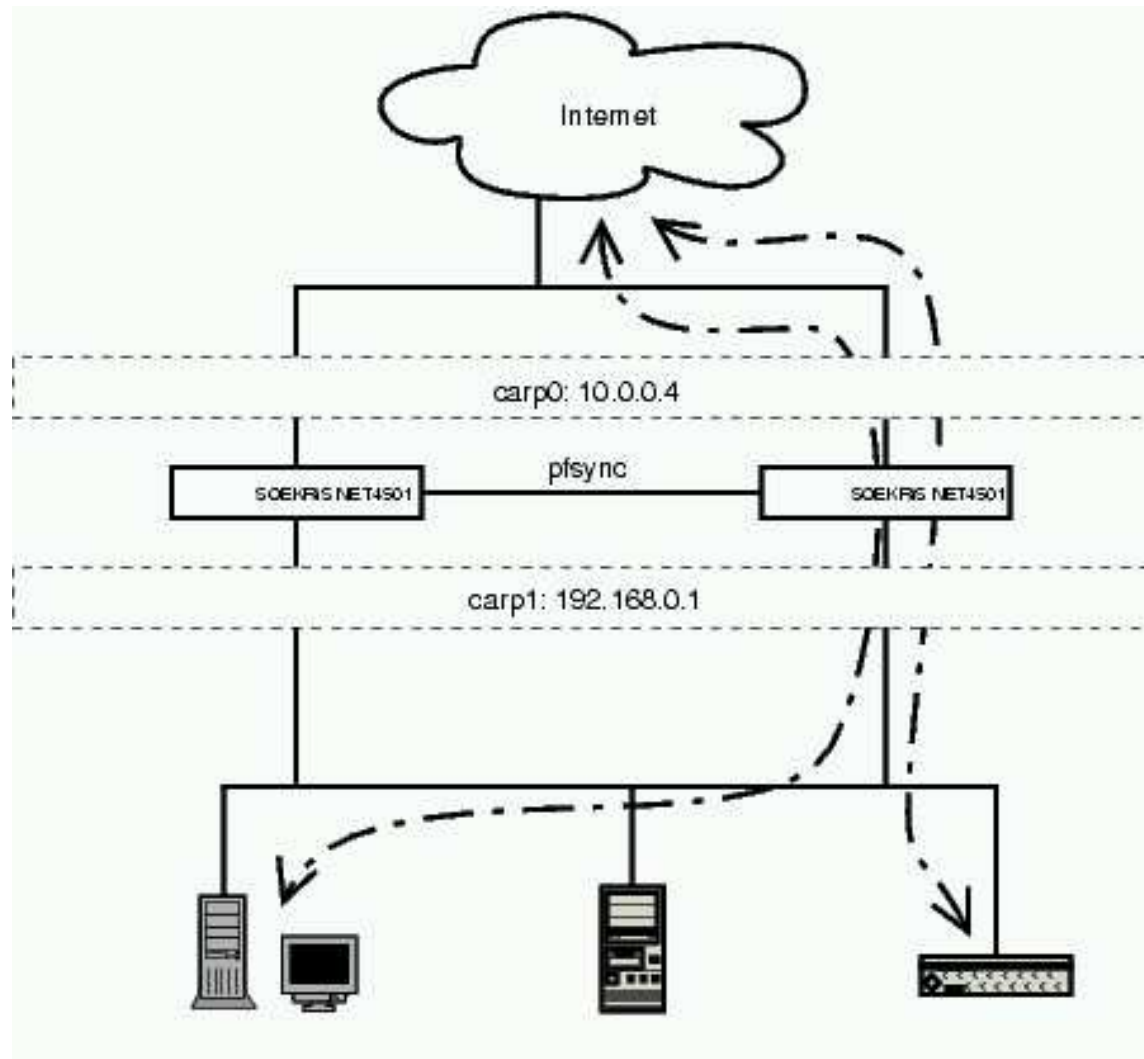 Internet
carp0: 10.0.0.4
pfsync
SOEKRIS NET4501
SOEKRIS NET4501
carp1: 192.168.0.1